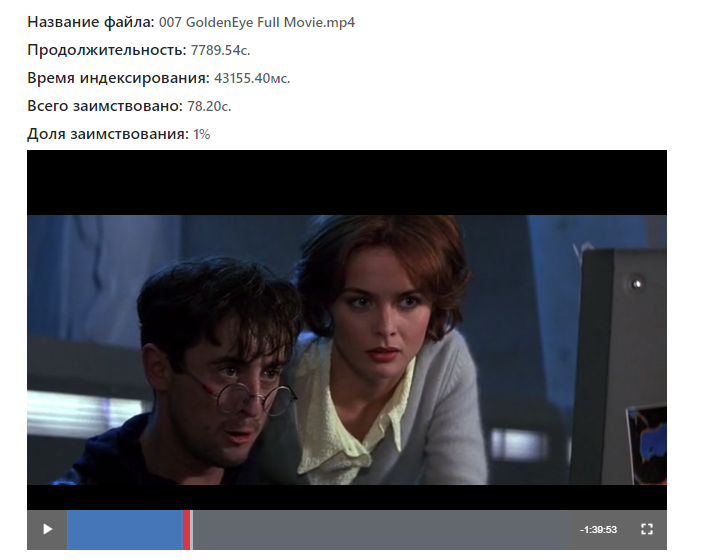 Название файла: 007 GoldenEye Full Movie.mp4
Продолжительность: 7789.54с.
Время индексирования: 43155.40мс.
Всего заимствовано: 78.20с.
Доля заимствования: 1%
-1:39:53